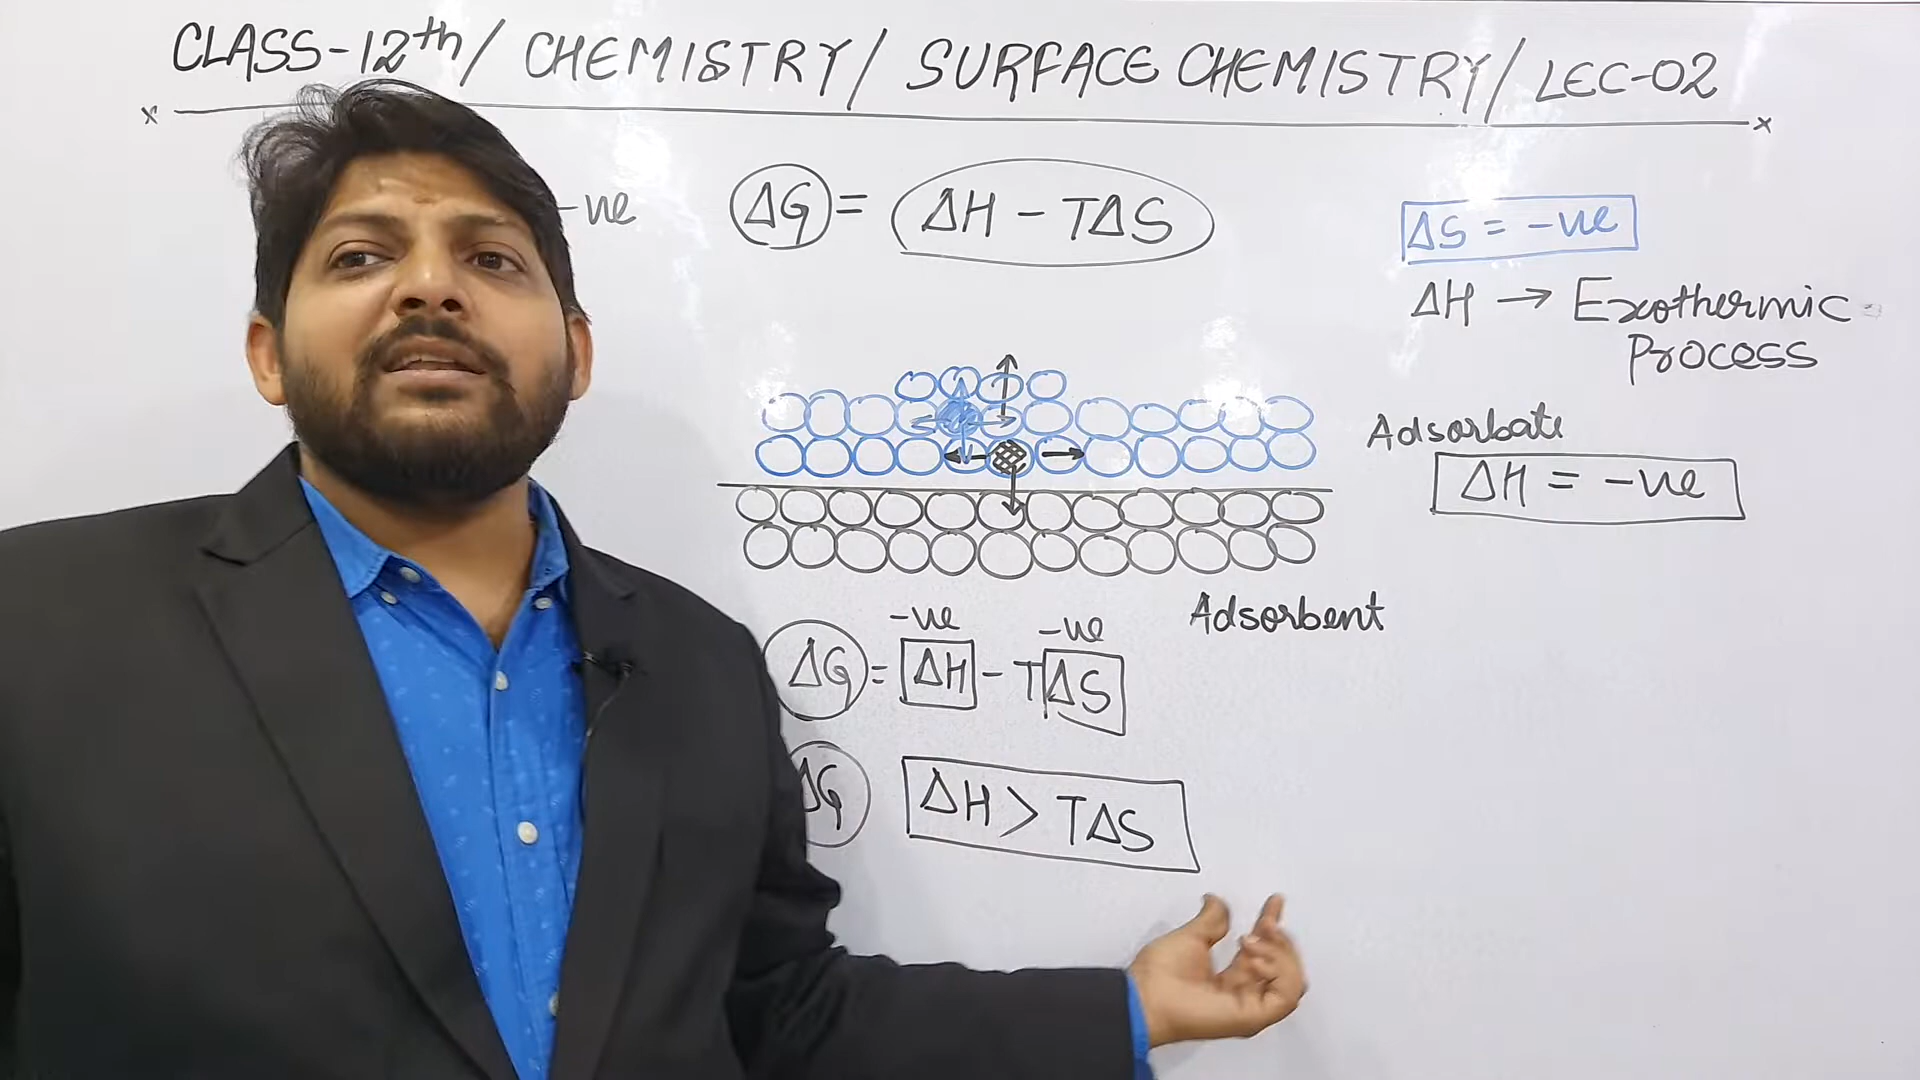 CLASS-12th/ CHEMISTRY/ SURFACE CHEMISTRY/ LEC-02
-ve
ΔG = ΔH - TΔS
ΔS = -ve
ΔH → Exothermic
Process
Adsorbate
ΔH = -ve
Adsorbent
-ve -ve
ΔG = ΔH - TΔS
ΔG ΔH > TΔS